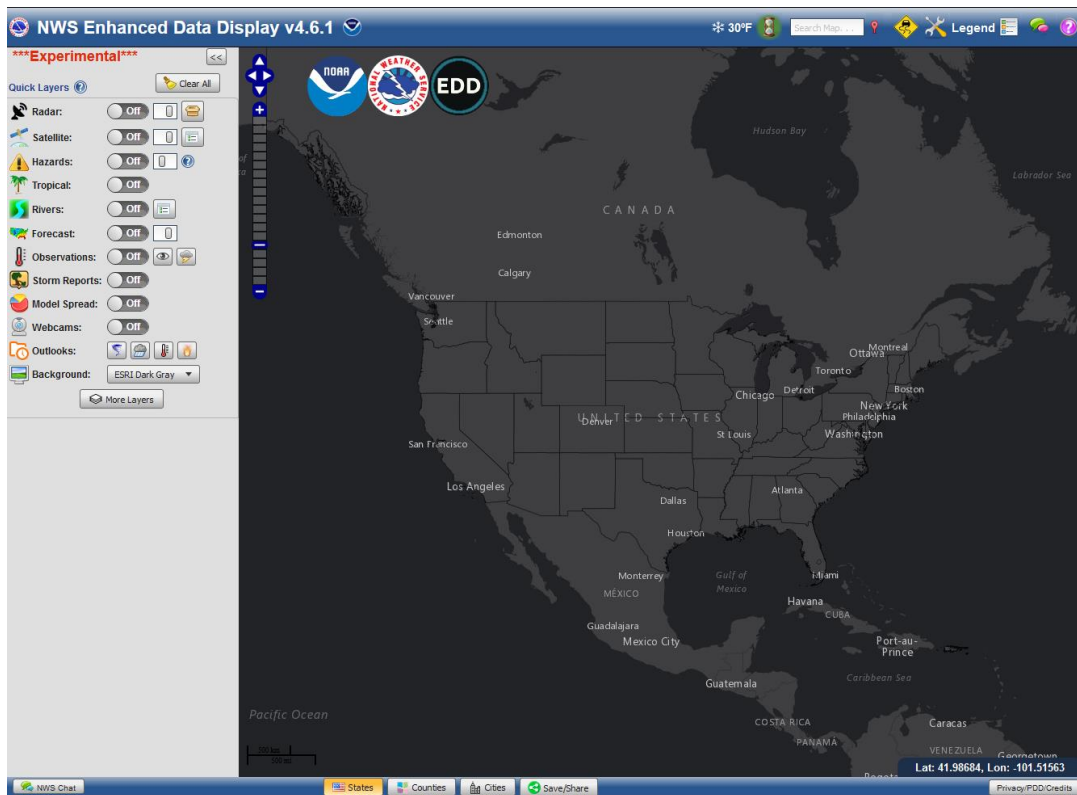 NWS Enhanced Data Display v4.6.1
30°F
Search Map. . .
Legend
***Experimental***
<<
Quick Layers
Clear All
Radar: Off
Satellite: Off
Hazards: Off
Tropical: Off
Rivers: Off
Forecast: Off
Observations: Off
Storm Reports: Off
Model Spread: Off
Webcams: Off
Outlooks:
Background: ESRI Dark Gray
More Layers
NOAA
NATIONAL WEATHER SERVICE
EDD
Hudson Bay
Labrador Sea
CANADA
Edmonton
Calgary
Vancouver
Seattle
Montreal
Ottawa
Toronto
Chicago
Detroit
Boston
New York
Philadelphia
UNITED STATES
Denver
St Louis
Washington
San Francisco
Los Angeles
Atlanta
Dallas
Houston
Monterrey
Gulf of
Mexico
Miami
MÉXICO
Havana
CUBA
Guadalajara
Mexico City
Port-au-
Prince
Guatemala
Caribbean Sea
Pacific Ocean
COSTA RICA
Caracas
PANAMÁ
VENEZUELA
Georgetown
Lat: 41.98684, Lon: -101.51563
NWS Chat
States
Counties
Cities
Save/Share
Privacy/PDD/Credits